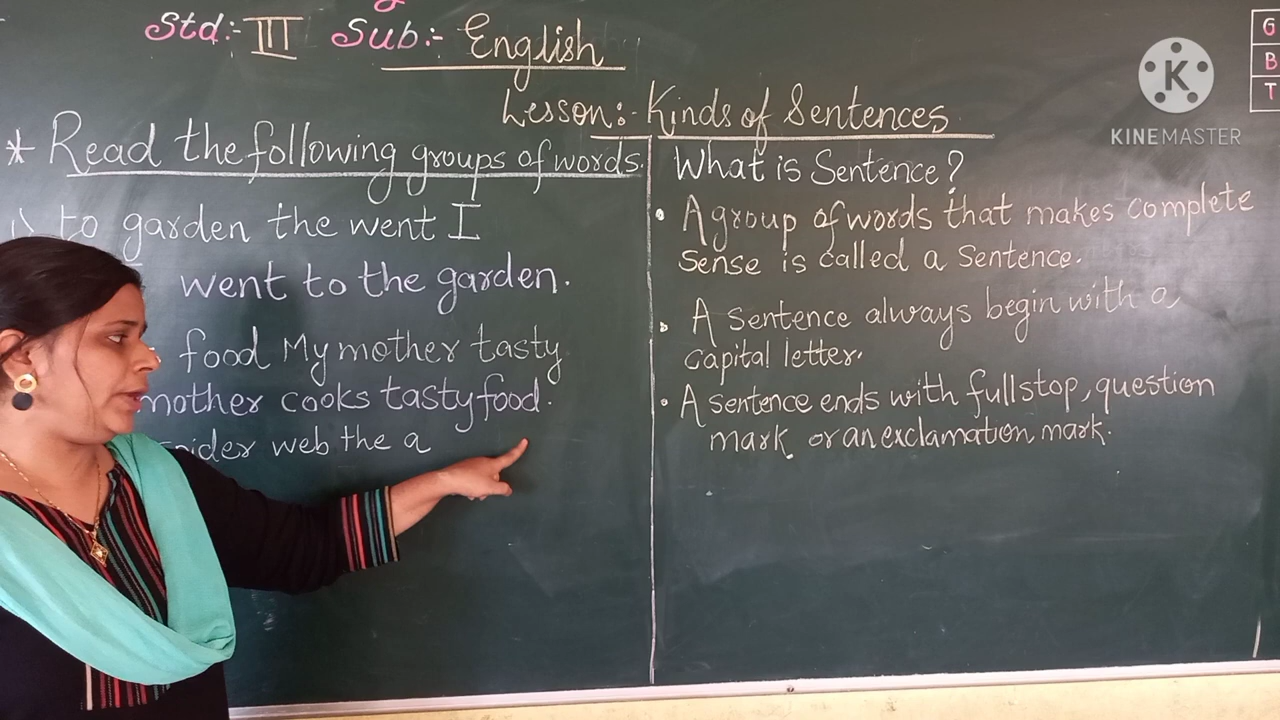 Std:- III Sub:- English
Lesson:- Kinds of Sentences
* Read the following groups of words.
to garden the went I
went to the garden.
food My mother tasty
mother cooks tasty food.
spider web the a
What is Sentence?
• A group of words that makes complete
sense is called a sentence.
• A sentence always begin with a
capital letter.
• A sentence ends with fullstop, question
mark or an exclamation mark.
G
B
T
K
KINEMASTER